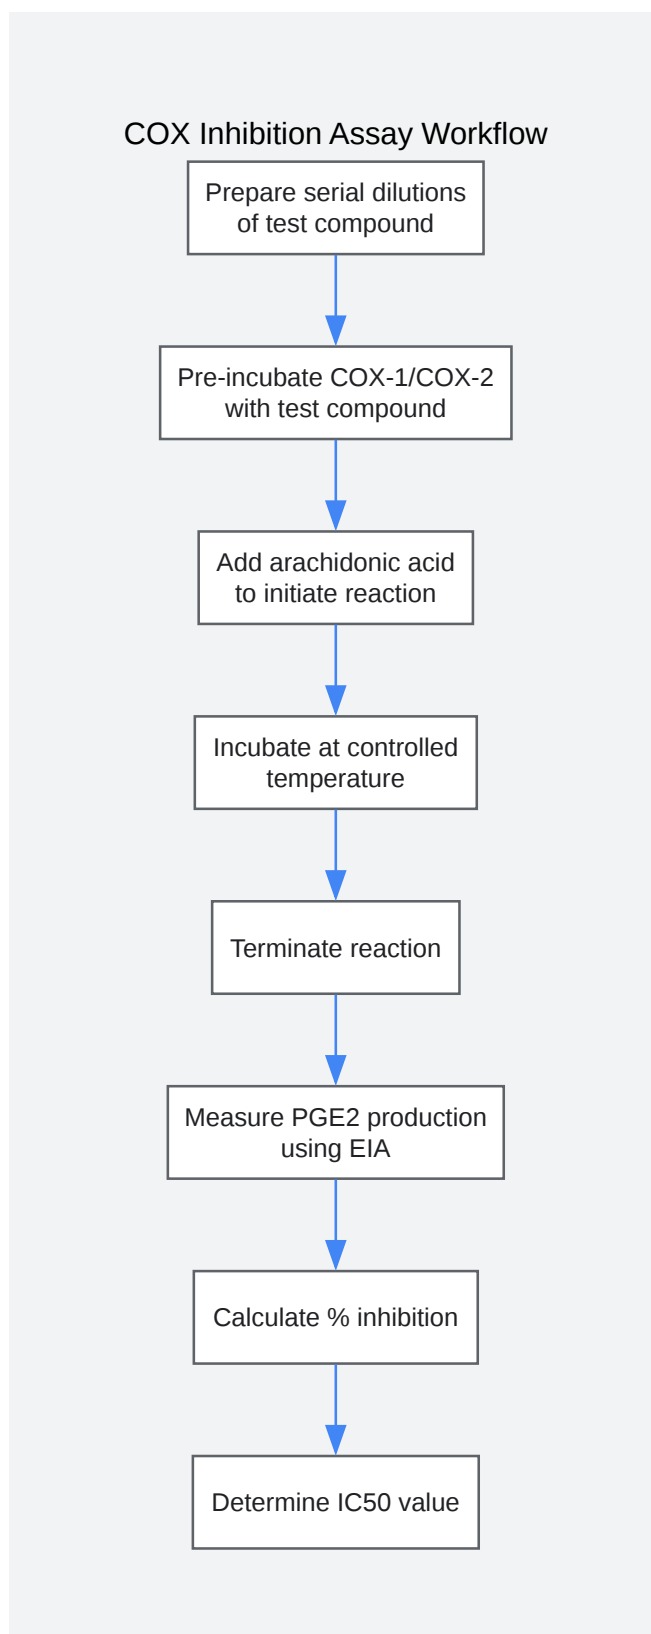 COX Inhibition Assay Workflow
Prepare serial dilutions
of test compound
Pre-incubate COX-1/COX-2
with test compound
Add arachidonic acid
to initiate reaction
Incubate at controlled
temperature
Terminate reaction
Measure PGE2 production
using EIA
Calculate % inhibition
Determine IC50 value